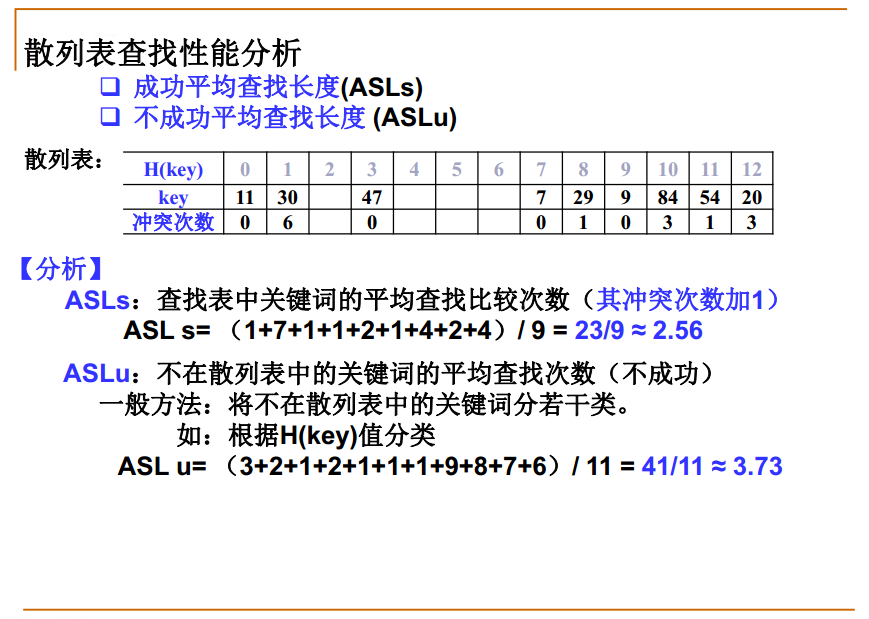 散列表查找性能分析
❑ 成功平均查找长度(ASLs)
❑ 不成功平均查找长度 (ASLu)
散列表：
H(key) 0 1 2 3 4 5 6 7 8 9 10 11 12
key 11 30 47 7 29 9 84 54 20
冲突次数 0 6 0 0 1 0 3 1 3
【分析】
ASLs：查找表中关键词的平均查找比较次数（其冲突次数加1）
ASL s= （1+7+1+1+2+1+4+2+4）/ 9 = 23/9 ≈ 2.56
ASLu：不在散列表中的关键词的平均查找次数（不成功）
一般方法：将不在散列表中的关键词分若干类。
如：根据H(key)值分类
ASL u= （3+2+1+2+1+1+1+9+8+7+6）/ 11 = 41/11 ≈ 3.73